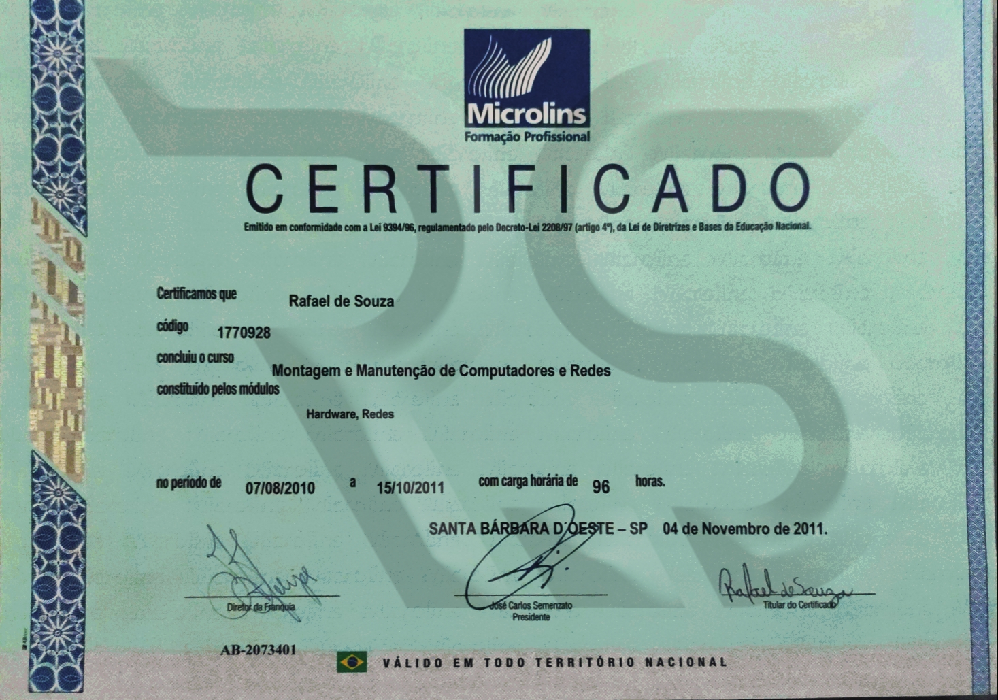 Microlins
Formação Profissional
CERTIFICADO
Emitido em conformidade com a Lei 9394/96, regulamentado pelo Decreto-Lei 2208/97 (artigo 4º), da Lei de Diretrizes e Bases da Educação Nacional.
Certificamos que Rafael de Souza
código 1770928
concluiu o curso
Montagem e Manutenção de Computadores e Redes
constituído pelos módulos
Hardware, Redes
no período de 07/08/2010 a 15/10/2011 com carga horária de 96 horas.
SANTA BÁRBARA D'OESTE – SP 04 de Novembro de 2011.
Rafael de Souza
Diretor de Franquia
José Carlos Semenzato
Presidente
Titular do Certificado
AB-2073401
VÁLIDO EM TODO TERRITÓRIO NACIONAL